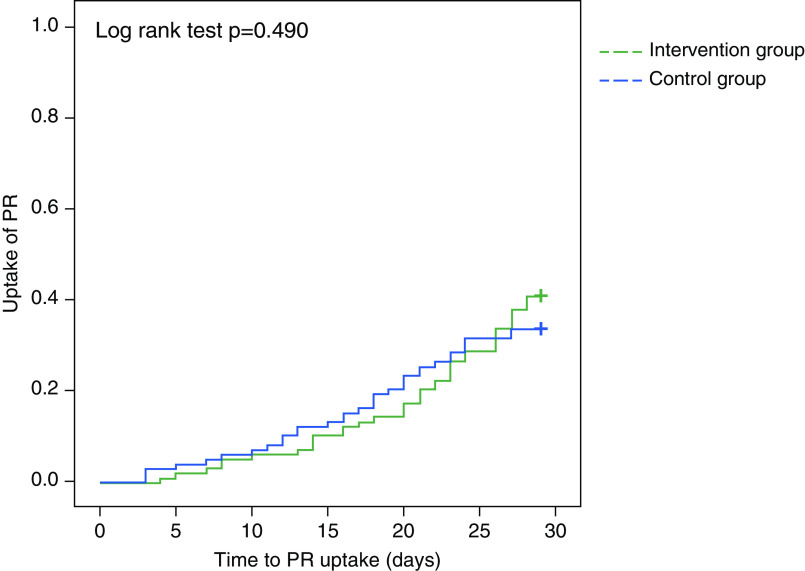 Log rank test p=0.490
Intervention group
Control group
Uptake of PR
1.0
0.8
0.6
0.4
0.2
0.0
0 5 10 15 20 25 30
Time to PR uptake (days)